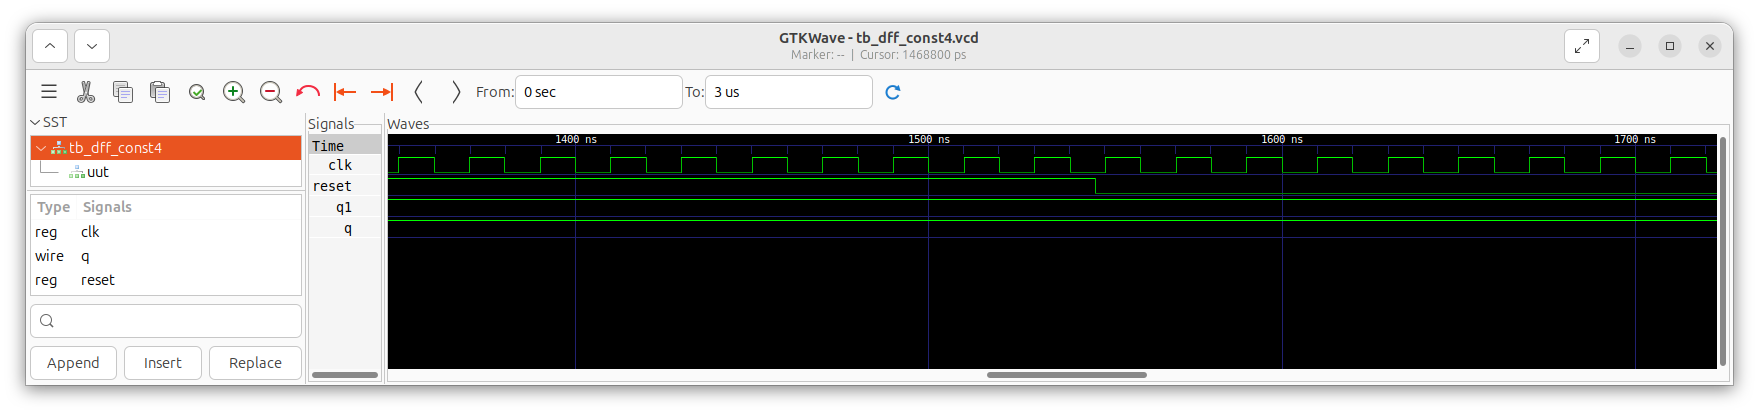 GTKWave - tb_dff_const4.vcd
Marker: -- | Cursor: 1468800 ps
From: 0 sec To: 3 us
SST
tb_dff_const4
uut
Type Signals
reg clk
wire q
reg reset
Append Insert Replace
Signals
Time
clk
reset
q1
q
Waves
1400 ns 1500 ns 1600 ns 1700 ns